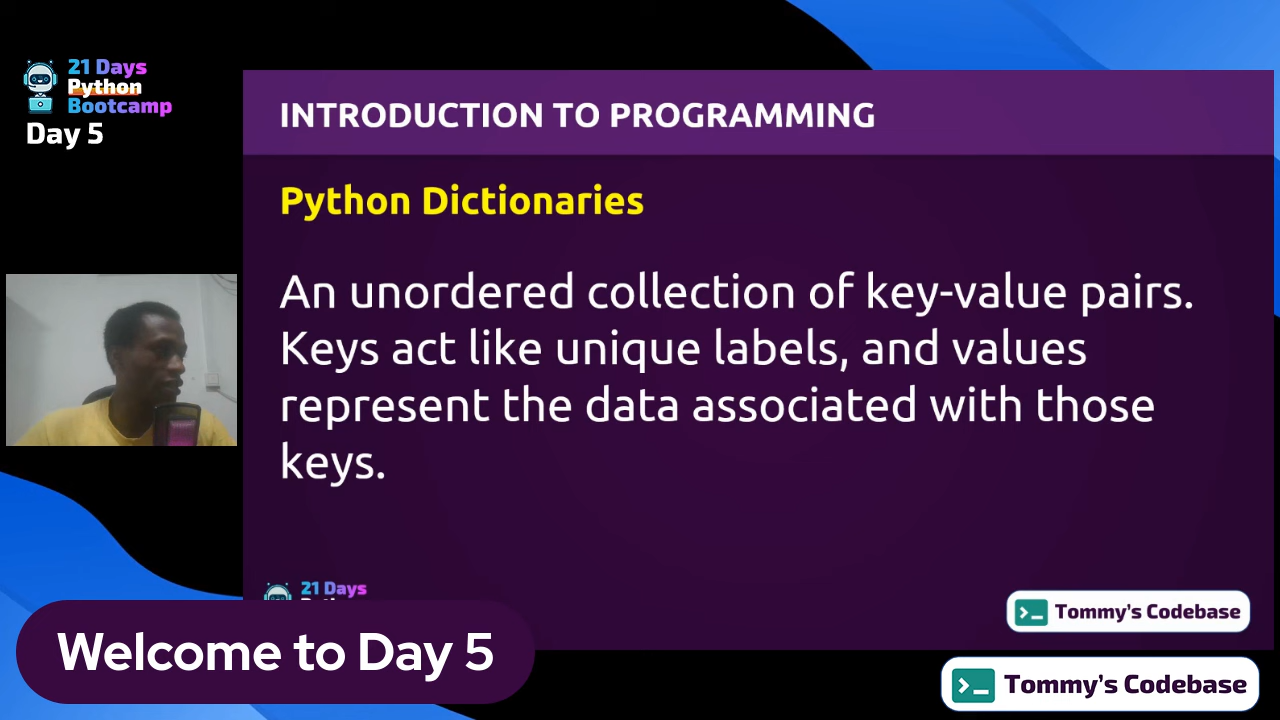 21 Days
Python
Bootcamp
Day 5
INTRODUCTION TO PROGRAMMING
Python Dictionaries
An unordered collection of key-value pairs.
Keys act like unique labels, and values
represent the data associated with those
keys.
21 Days
Tommy's Codebase
Welcome to Day 5
Tommy's Codebase